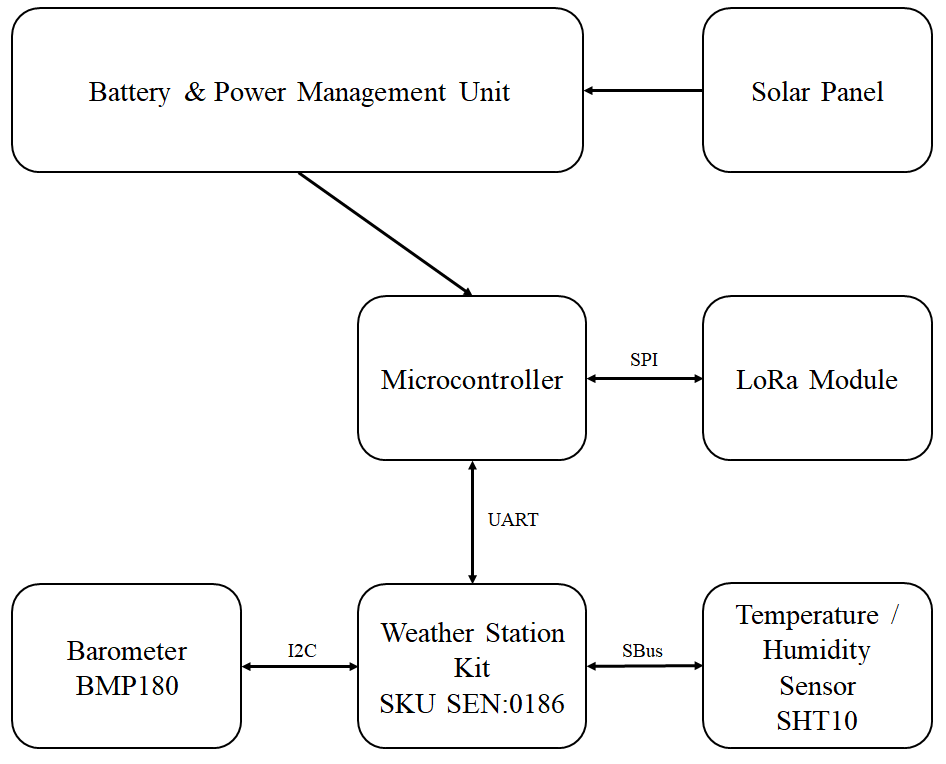 Battery & Power Management Unit
Solar Panel
Microcontroller
SPI
LoRa Module
UART
Barometer
BMP180
I2C
Weather Station
Kit
SKU SEN:0186
SBus
Temperature /
Humidity
Sensor
SHT10